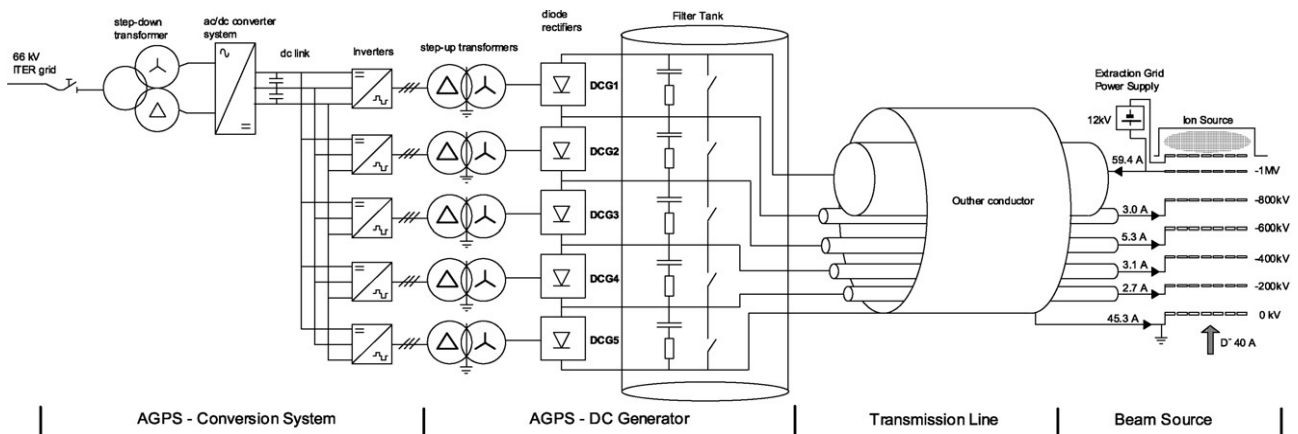 66 kV
ITER grid
step-down
transformer
ac/dc converter
system
dc link
Inverters
step-up transformers
diode
rectifiers
DCG1
DCG2
DCG3
DCG4
DCG5
Filter Tank
Outher conductor
Extraction Grid
Power Supply
12kV
Ion Source
59.4 A
-1MV
3.0 A
-800kV
5.3 A
-600kV
3.1 A
-400kV
2.7 A
-200kV
45.3 A
0 kV
D⁻ 40 A
AGPS - Conversion System
AGPS - DC Generator
Transmission Line
Beam Source